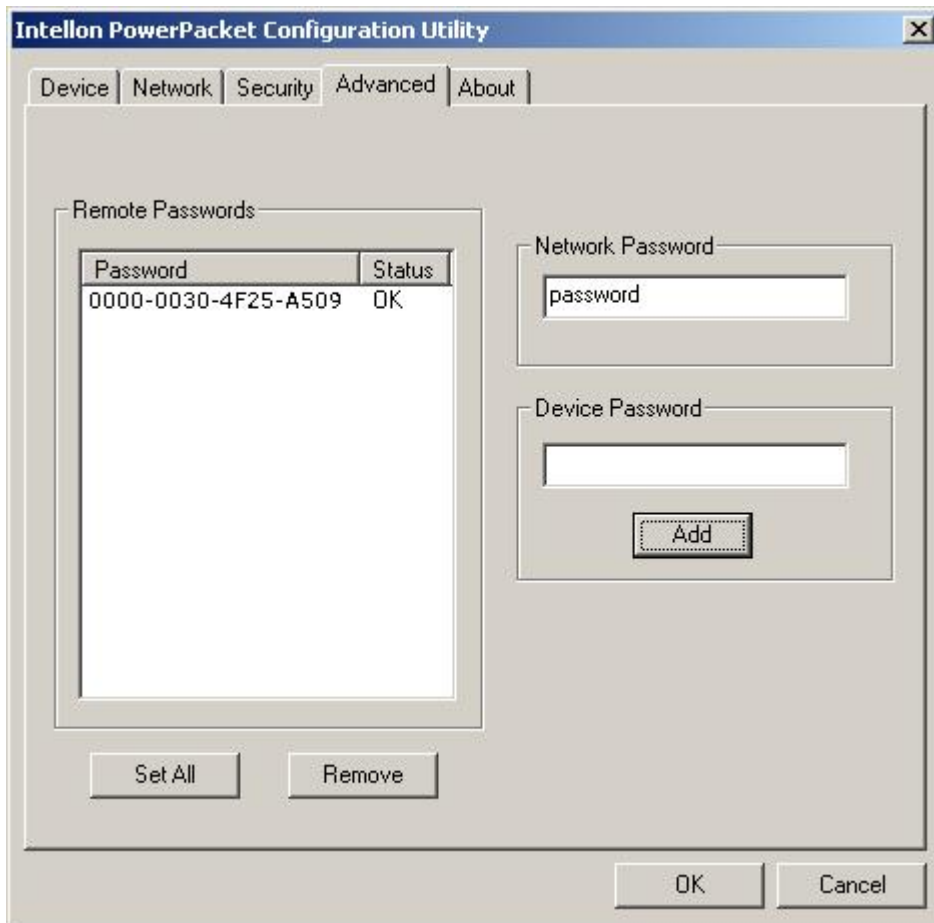 Intellon PowerPacket Configuration Utility
Device
Network
Security
Advanced
About
Remote Passwords
Password Status
0000-0030-4F25-A509 OK
Network Password
password
Device Password
Add
Set All
Remove
OK
Cancel